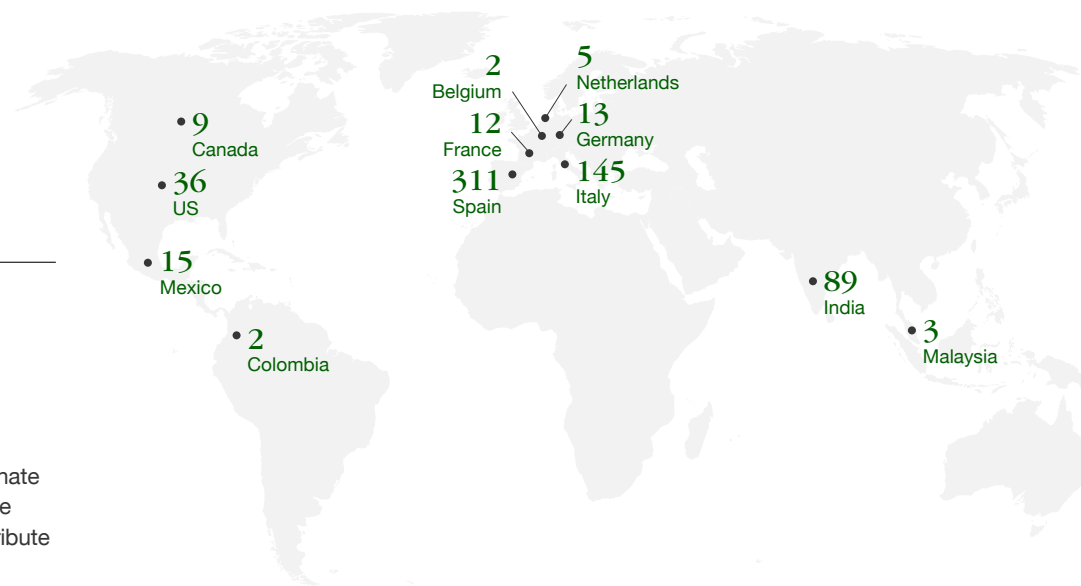 9
Canada
36
US
15
Mexico
2
Colombia
2
Belgium
5
Netherlands
12
France
13
Germany
311
Spain
145
Italy
89
India
3
Malaysia